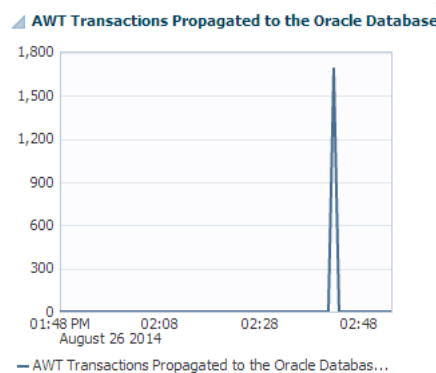 AWT Transactions Propagated to the Oracle Database
1,800
1,500
1,200
900
600
300
0
01:48 PM 02:08 02:28 02:48
August 26 2014
AWT Transactions Propagated to the Oracle Databas...